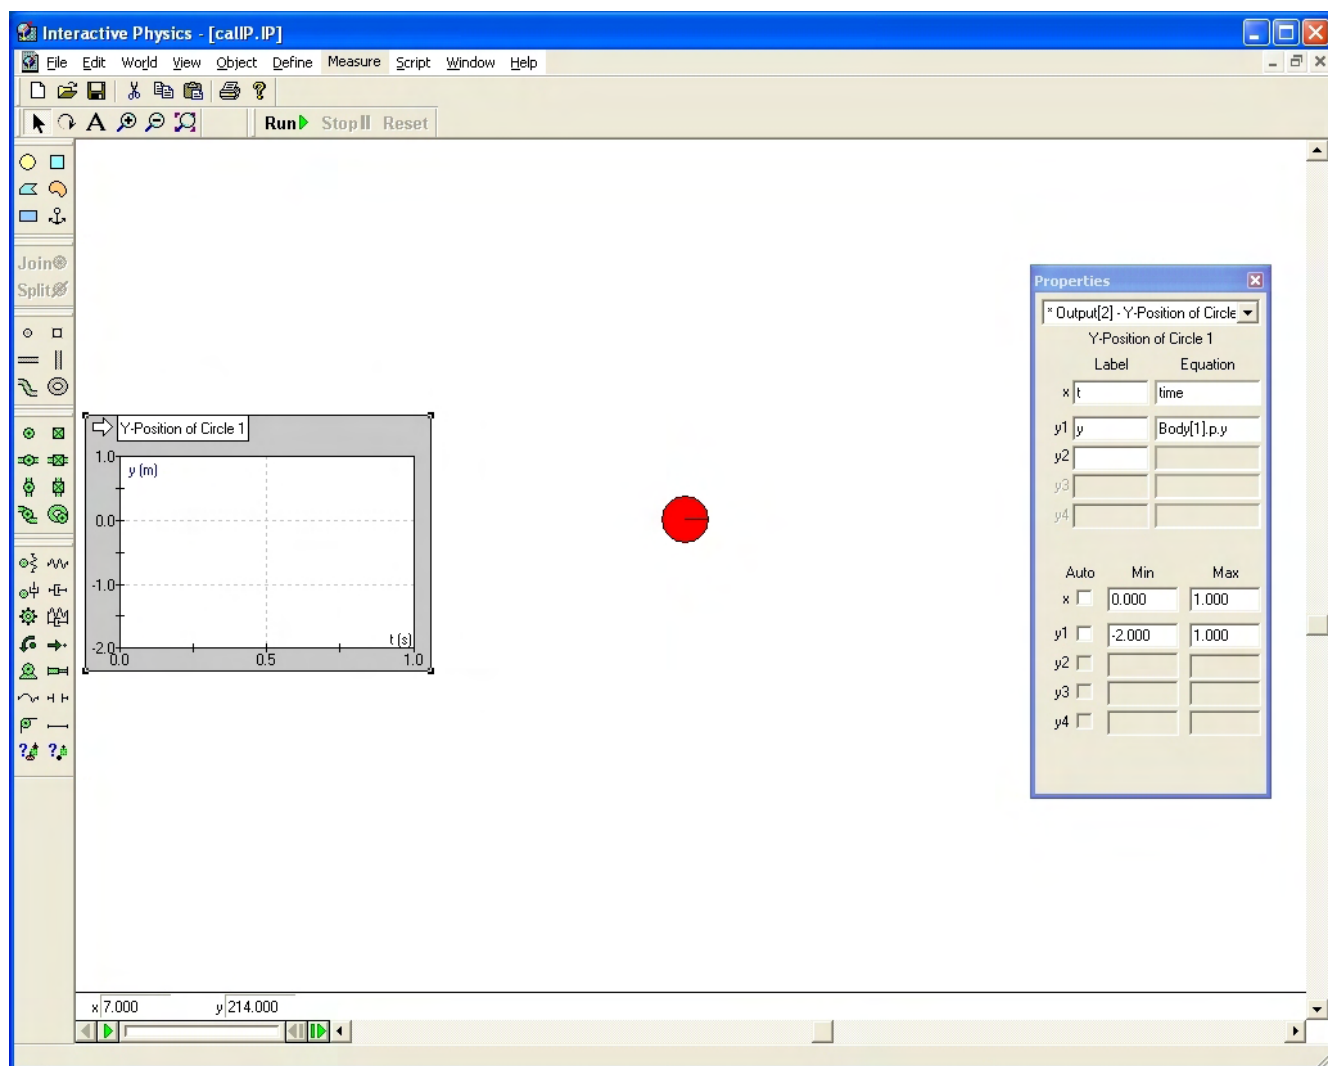 Interactive Physics - [calIP.IP]
File Edit World View Object Define Measure Script Window Help
A Run Stop Reset
Join
Split
Properties
* Output[2] - Y-Position of Circle
Y-Position of Circle 1
Label Equation
x t time
y1 y Body[1].p.y
y2
y3
y4
Auto Min Max
x 0.000 1.000
y1 -2.000 1.000
y2
y3
y4
Y-Position of Circle 1
y (m)
1.0
0.0
-1.0
-2.0
t (s)
0.0 0.5 1.0
x 7.000 y 214.000